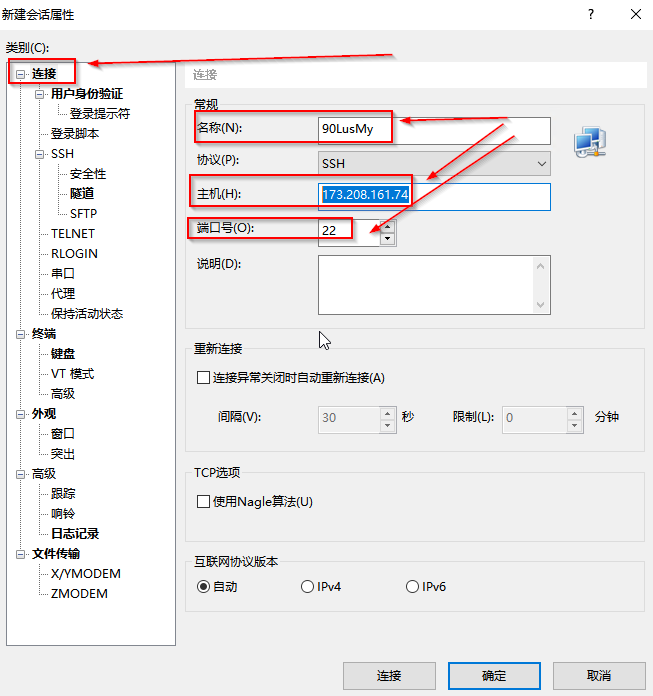 新建会话属性
类别(C):
连接
用户身份验证
登录提示符
登录脚本
SSH
安全性
隧道
SFTP
TELNET
RLOGIN
串口
代理
保持活动状态
终端
键盘
VT 模式
高级
外观
窗口
突出
高级
跟踪
响铃
日志记录
文件传输
X/YMODEM
ZMODEM
连接
常规
名称(N): 90LusMy
协议(P): SSH
主机(H): 173.208.161.74
端口号(O): 22
说明(D):
重新连接
连接异常关闭时自动重新连接(A)
间隔(V): 30 秒 限制(L): 0 分钟
TCP选项
使用Nagle算法(U)
互联网协议版本
自动 IPv4 IPv6
连接 确定 取消